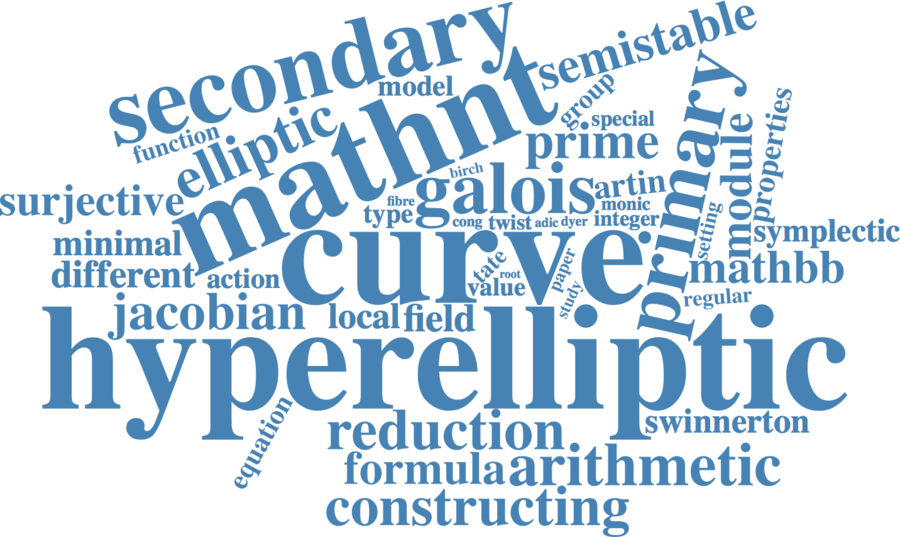 secondary
semistable
model
mathnt
group
special
function
elliptic
prime
primary
module
properties
birch
galois
artin
surjective
fibre
type
cong
twist
adic
dyer
monic
integer
setting
symplectic
minimal
curve
different
action
tate
root
value
paper
study
mathbb
regular
jacobian
local
field
hyperelliptic
equation
reduction
swinnerton
formula
arithmetic
constructing